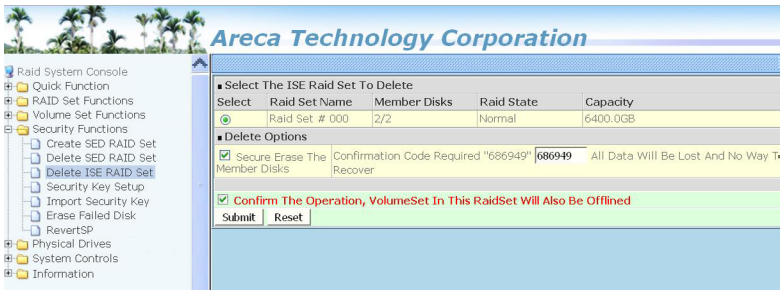 Areca Technology Corporation
Raid System Console
Quick Function
RAID Set Functions
Volume Set Functions
Security Functions
Create SED RAID Set
Delete SED RAID Set
Delete ISE RAID Set
Security Key Setup
Import Security Key
Erase Failed Disk
RevertSP
Physical Drives
System Controls
Information
Select The ISE Raid Set To Delete
Select Raid Set Name Member Disks Raid State Capacity
Raid Set # 000 2/2 Normal 6400.0GB
Delete Options
Secure Erase The Member Disks
Confirmation Code Required "686949" 686949 All Data Will Be Lost And No Way
Recover
Confirm The Operation, VolumeSet In This RaidSet Will Also Be Offlined
Submit Reset